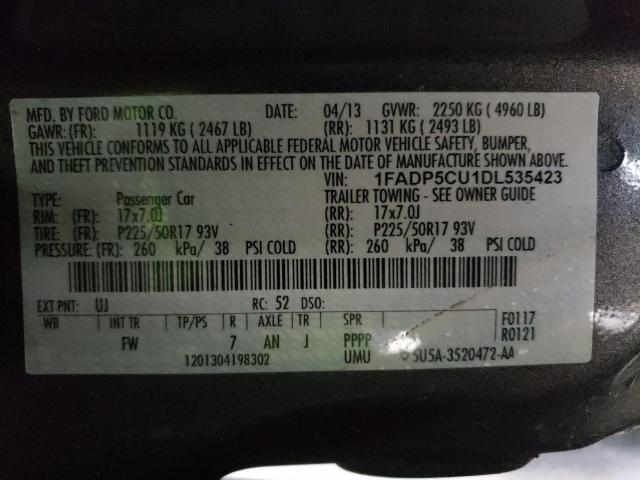 MFD. BY FORD MOTOR CO. DATE: 04/13 GVWR: 2250 KG ( 4960 LB)
GAWR: (FR): 1119 KG ( 2467 LB) (RR): 1131 KG ( 2493 LB)
THIS VEHICLE CONFORMS TO ALL APPLICABLE FEDERAL MOTOR VEHICLE SAFETY, BUMPER,
AND THEFT PREVENTION STANDARDS IN EFFECT ON THE DATE OF MANUFACTURE SHOWN ABOVE.
VIN: 1FADP5CU1DL535423
TYPE: Passenger Car TRAILER TOWING - SEE OWNER GUIDE
RIM: (FR): 17x7.0J (RR): 17x7.0J
TIRE: (FR): P225/50R17 93V (RR): P225/50R17 93V
PRESSURE: (FR): 260 kPa/ 38 PSI COLD (RR): 260 kPa/ 38 PSI COLD
EXT PNT: UJ RC: 52 DSO:
WB INT TR TP/PS R AXLE TR SPR F0117
FW 7 AN J PPPP R0121
1201304198302 UMU 5U5A-3520472-AA